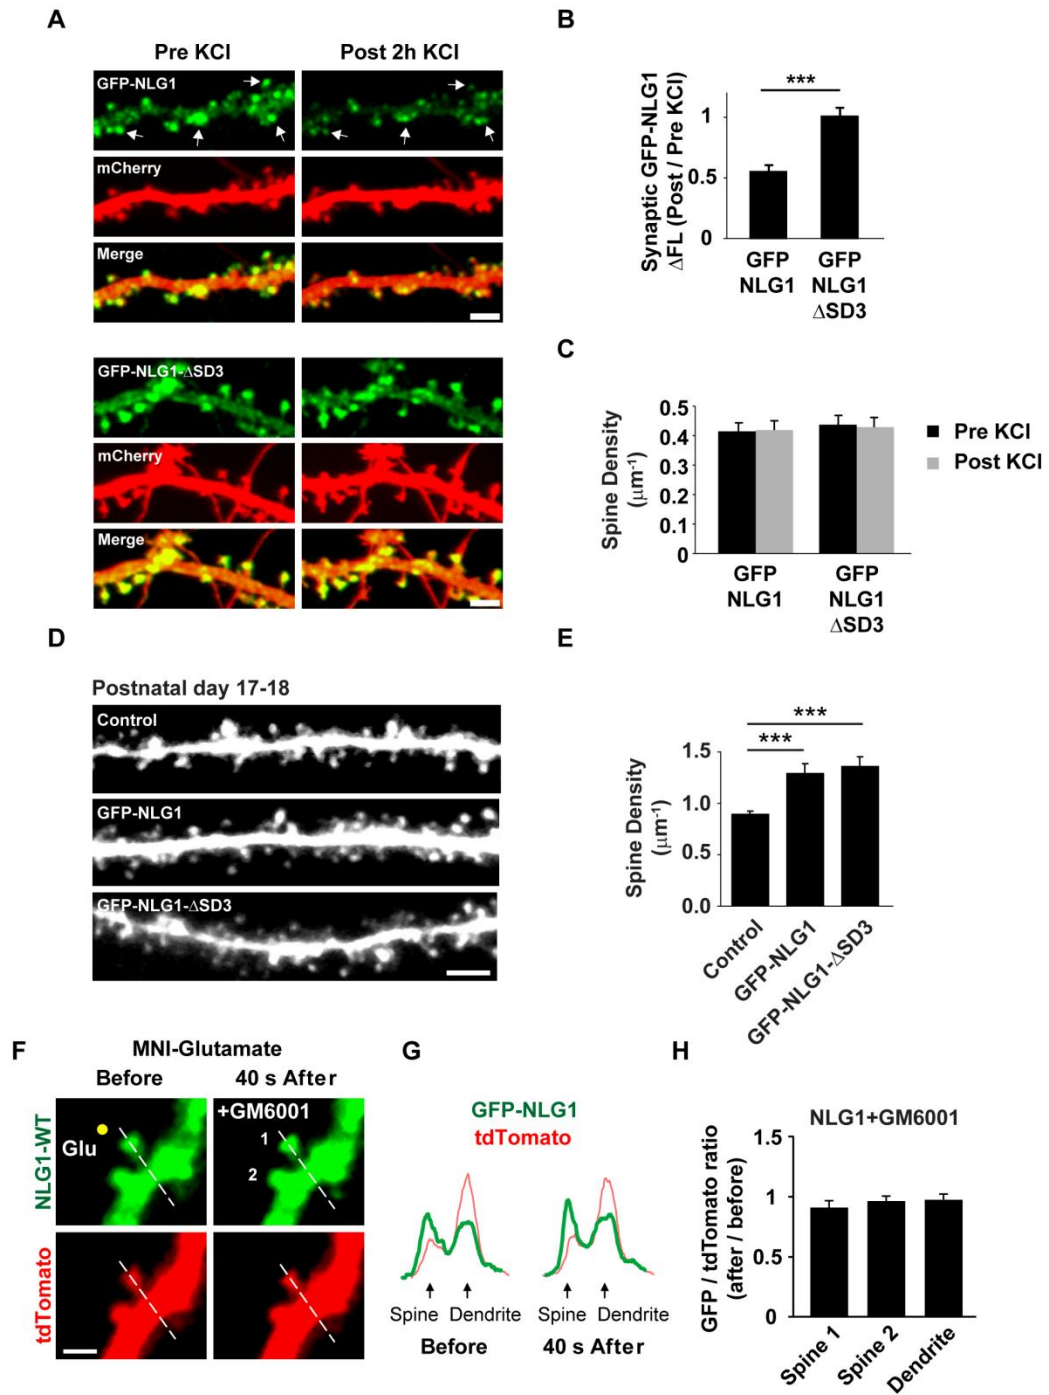 A
Pre KCl
Post 2h KCl
GFP-NLG1
mCherry
Merge
GFP-NLG1-ΔSD3
mCherry
Merge
B
Synaptic GFP-NLG1
ΔFL (Post / Pre KCl)
1
0.5
0
***
GFP
NLG1
GFP
NLG1
ΔSD3
C
Spine Density
(μm⁻¹)
0.5
0.4
0.3
0.2
0.1
0
GFP
NLG1
GFP
NLG1
ΔSD3
Pre KCl
Post KCl
D
Postnatal day 17-18
Control
GFP-NLG1
GFP-NLG1-ΔSD3
E
Spine Density
(μm⁻¹)
1.5
1.0
0.5
0.0
***
***
Control
GFP-NLG1
GFP-NLG1-ΔSD3
F
MNI-Glutamate
Before
40 s After
NLG1-WT
Glu
+GM6001
1
2
tdTomato
G
GFP-NLG1
tdTomato
Spine
Dendrite
Spine
Dendrite
Before
40 s After
H
NLG1+GM6001
GFP / tdTomato ratio
(after / before)
1.5
1
0.5
0
Spine 1
Spine 2
Dendrite